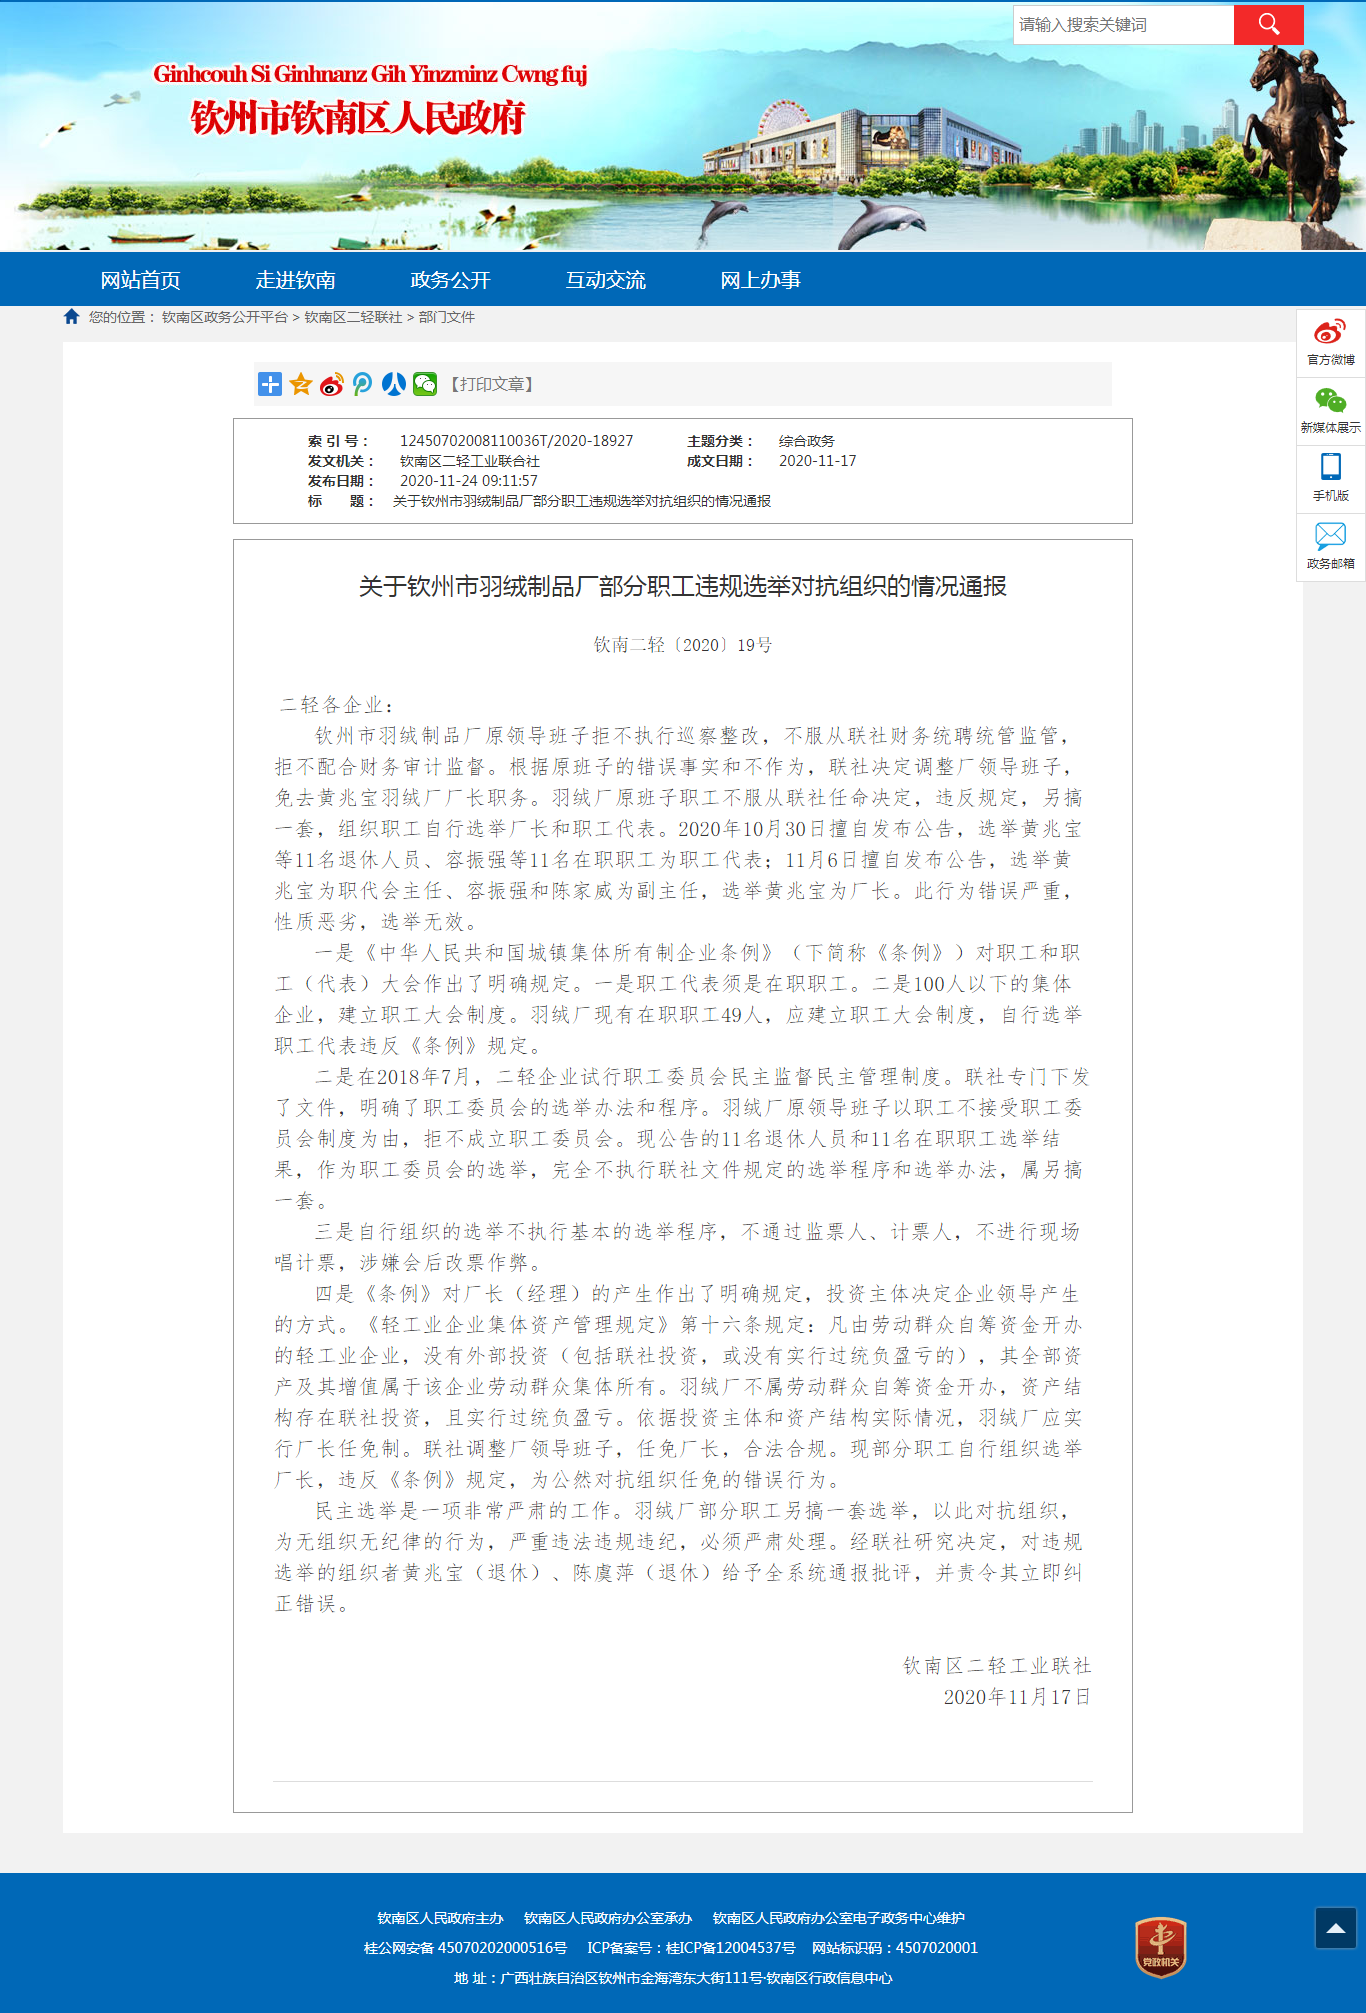 请输入搜索关键词
Ginhcouh Si Ginhnanz Gih Yinzminz Cwng fuj
钦州市钦南区人民政府
网站首页 走进钦南 政务公开 互动交流 网上办事
您的位置： 钦南区政务公开平台 > 钦南区二轻联社 > 部门文件
官方微博
新媒体展示
手机版
政务邮箱
【打印文章】
索 引 号： 12450702008110036T/2020-18927 主题分类： 综合政务
发文机关： 钦南区二轻工业联合社 成文日期： 2020-11-17
发布日期： 2020-11-24 09:11:57
标　　题： 关于钦州市羽绒制品厂部分职工违规选举对抗组织的情况通报
关于钦州市羽绒制品厂部分职工违规选举对抗组织的情况通报
钦南二轻〔2020〕19号
二轻各企业：
钦州市羽绒制品厂原领导班子拒不执行巡察整改，不服从联社财务统聘统管监管，
拒不配合财务审计监督。根据原班子的错误事实和不作为，联社决定调整厂领导班子，
免去黄兆宝羽绒厂厂长职务。羽绒厂原班子职工不服从联社任命决定，违反规定，另搞
一套，组织职工自行选举厂长和职工代表。2020年10月30日擅自发布公告，选举黄兆宝
等11名退休人员、容振强等11名在职职工为职工代表；11月6日擅自发布公告，选举黄
兆宝为职代会主任、容振强和陈家威为副主任，选举黄兆宝为厂长。此行为错误严重，
性质恶劣，选举无效。
一是《中华人民共和国城镇集体所有制企业条例》（下简称《条例》）对职工和职
工（代表）大会作出了明确规定。一是职工代表须是在职职工。二是100人以下的集体
企业，建立职工大会制度。羽绒厂现有在职职工49人，应建立职工大会制度，自行选举
职工代表违反《条例》规定。
二是在2018年7月，二轻企业试行职工委员会民主监督民主管理制度。联社专门下发
了文件，明确了职工委员会的选举办法和程序。羽绒厂原领导班子以职工不接受职工委
员会制度为由，拒不成立职工委员会。现公告的11名退休人员和11名在职职工选举结
果，作为职工委员会的选举，完全不执行联社文件规定的选举程序和选举办法，属另搞
一套。
三是自行组织的选举不执行基本的选举程序，不通过监票人、计票人，不进行现场
唱计票，涉嫌会后改票作弊。
四是《条例》对厂长（经理）的产生作出了明确规定，投资主体决定企业领导产生
的方式。《轻工业企业集体资产管理规定》第十六条规定：凡由劳动群众自筹资金开办
的轻工业企业，没有外部投资（包括联社投资，或没有实行过统负盈亏的），其全部资
产及其增值属于该企业劳动群众集体所有。羽绒厂不属劳动群众自筹资金开办，资产结
构存在联社投资，且实行过统负盈亏。依据投资主体和资产结构实际情况，羽绒厂应实
行厂长任免制。联社调整厂领导班子，任免厂长，合法合规。现部分职工自行组织选举
厂长，违反《条例》规定，为公然对抗组织任免的错误行为。
民主选举是一项非常严肃的工作。羽绒厂部分职工另搞一套选举，以此对抗组织，
为无组织无纪律的行为，严重违法违规违纪，必须严肃处理。经联社研究决定，对违规
选举的组织者黄兆宝（退休）、陈虞萍（退休）给予全系统通报批评，并责令其立即纠
正错误。
钦南区二轻工业联社
2020年11月17日
钦南区人民政府主办 钦南区人民政府办公室承办 钦南区人民政府办公室电子政务中心维护
桂公网安备 45070202000516号 ICP备案号：桂ICP备12004537号 网站标识码：4507020001
地 址：广西壮族自治区钦州市金海湾东大街111号·钦南区行政信息中心
党政机关